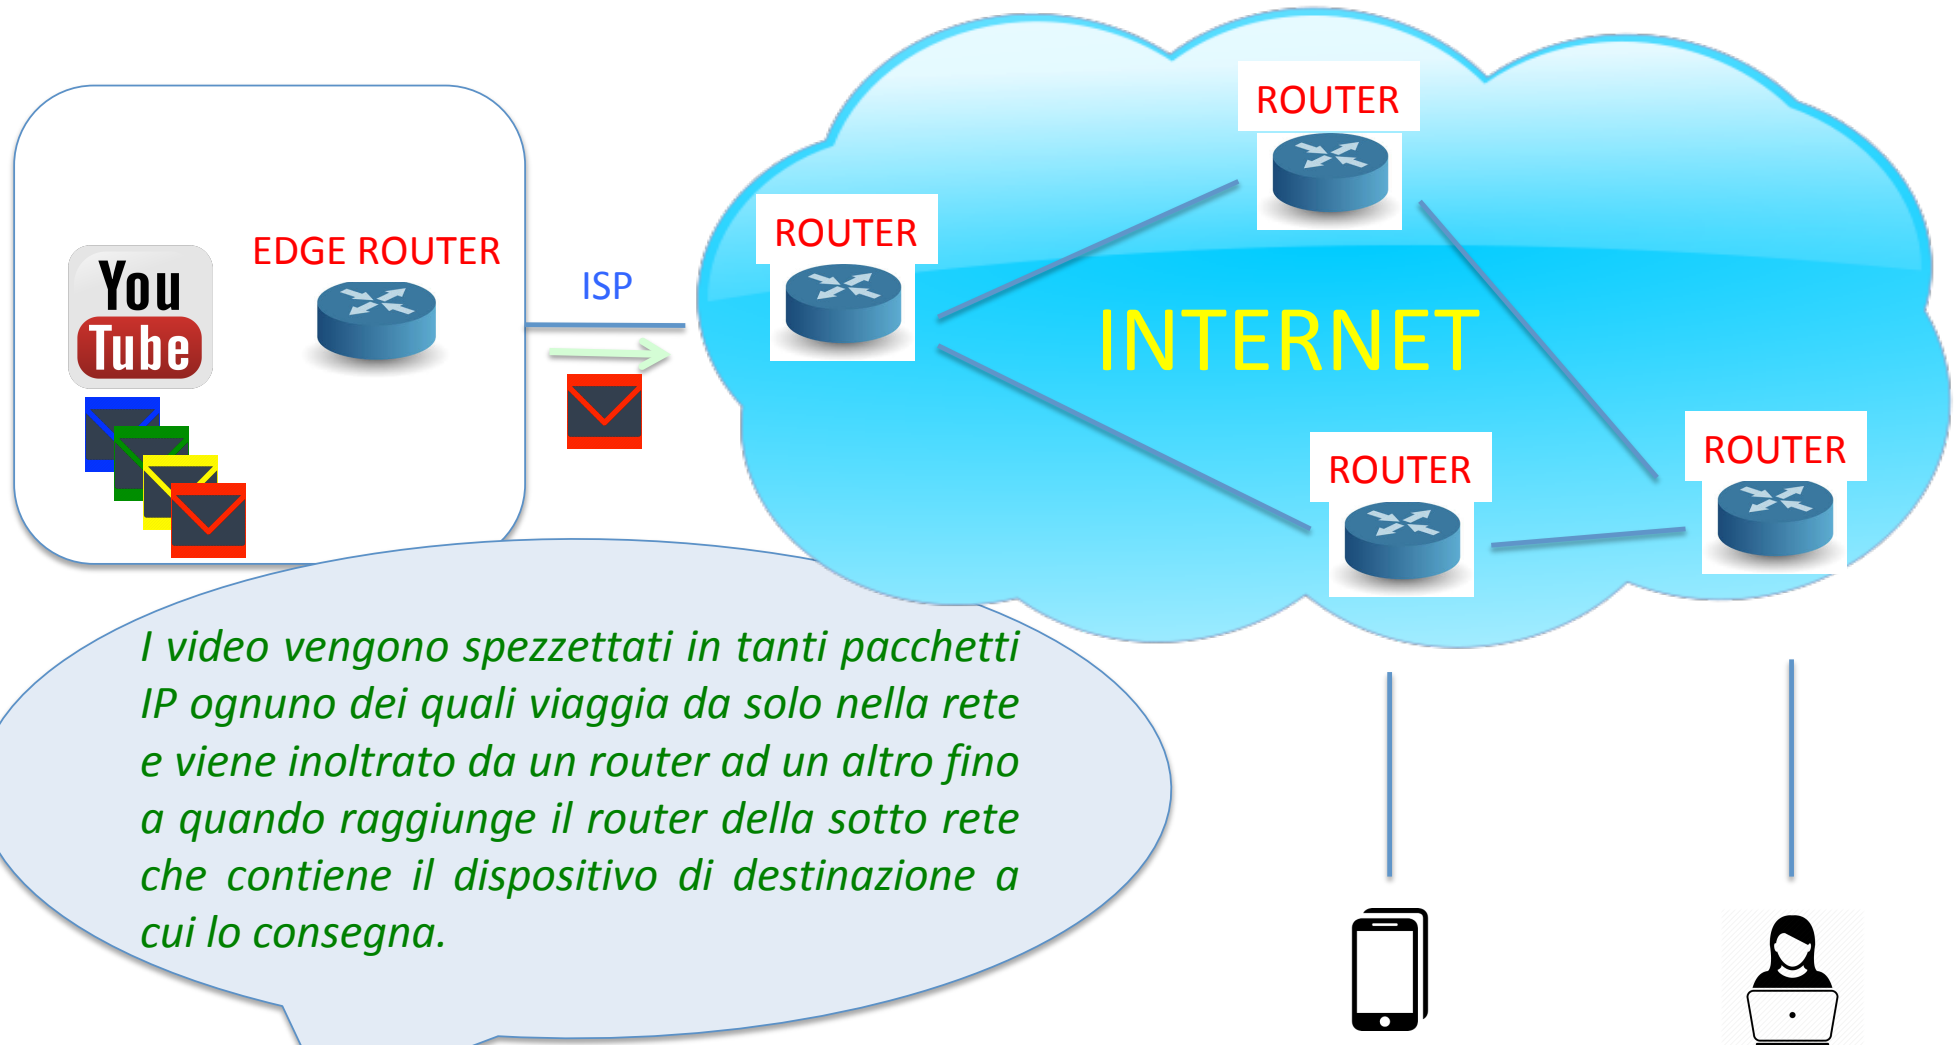 ROUTER
ROUTER
EDGE ROUTER
ISP
You
Tube
INTERNET
ROUTER
ROUTER
I video vengono spezzettati in tanti pacchetti
IP ognuno dei quali viaggia da solo nella rete
e viene inoltrato da un router ad un altro fino
a quando raggiunge il router della sotto rete
che contiene il dispositivo di destinazione a
cui lo consegna.